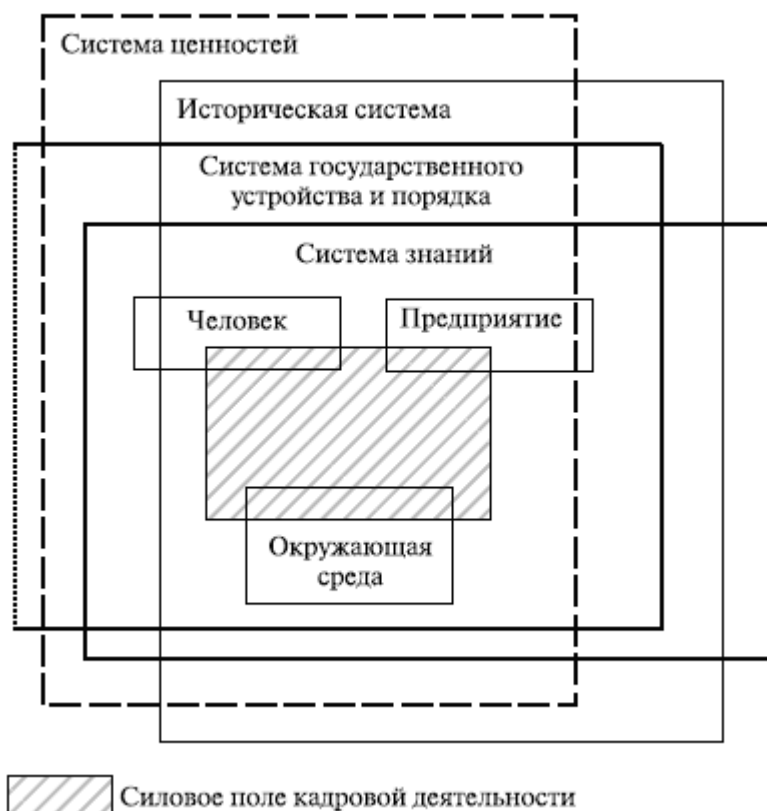 Система ценностей
Историческая система
Система государственного
устройства и порядка
Система знаний
Человек
Предприятие
Окружающая
среда
Силовое поле кадровой деятельности